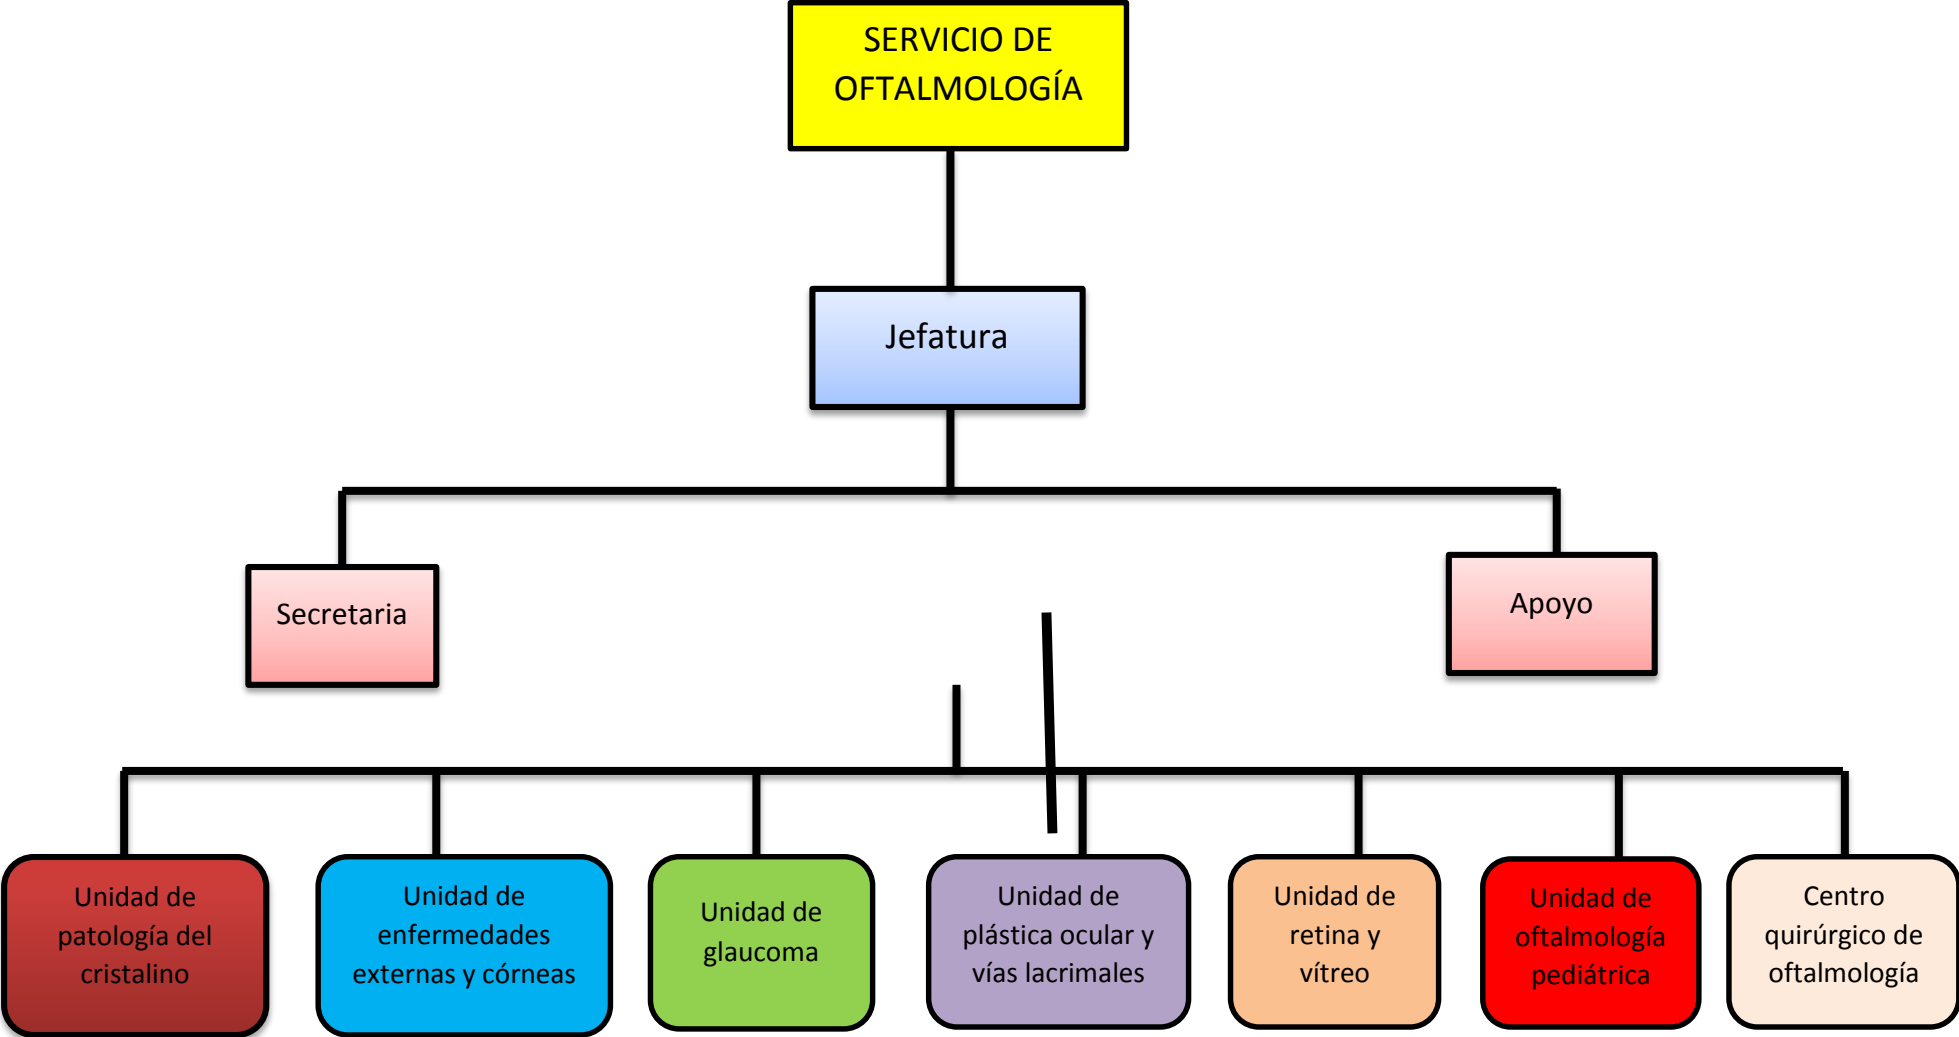 SERVICIO DE
OFTALMOLOGÍA
Jefatura
Secretaria
Apoyo
Unidad de
patología del
cristalino
Unidad de
enfermedades
externas y córneas
Unidad de
glaucoma
Unidad de
plástica ocular y
vías lacrimales
Unidad de
retina y
vítreo
Unidad de
oftalmología
pediátrica
Centro
quirúrgico de
oftalmología